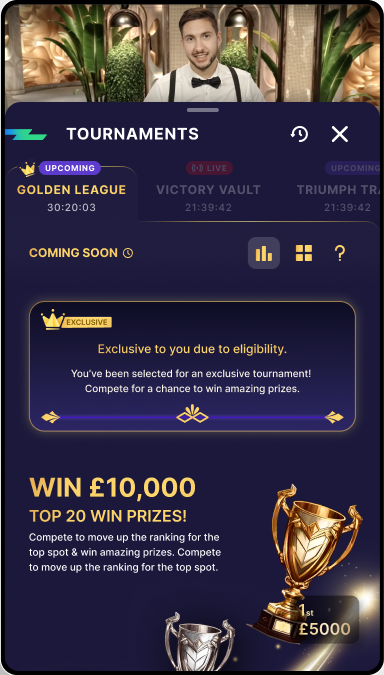 TOURNAMENTS
UPCOMING
GOLDEN LEAGUE
30:20:03
LIVE
VICTORY VAULT
21:39:42
UPCOMING
TRIUMPH TRA
21:39:42
COMING SOON
?
EXCLUSIVE
Exclusive to you due to eligibility.
You've been selected for an exclusive tournament!
Compete for a chance to win amazing prizes.
WIN £10,000
TOP 20 WIN PRIZES!
Compete to move up the ranking for the
top spot & win amazing prizes. Compete
to move up the ranking for the top spot.
1st
£5000